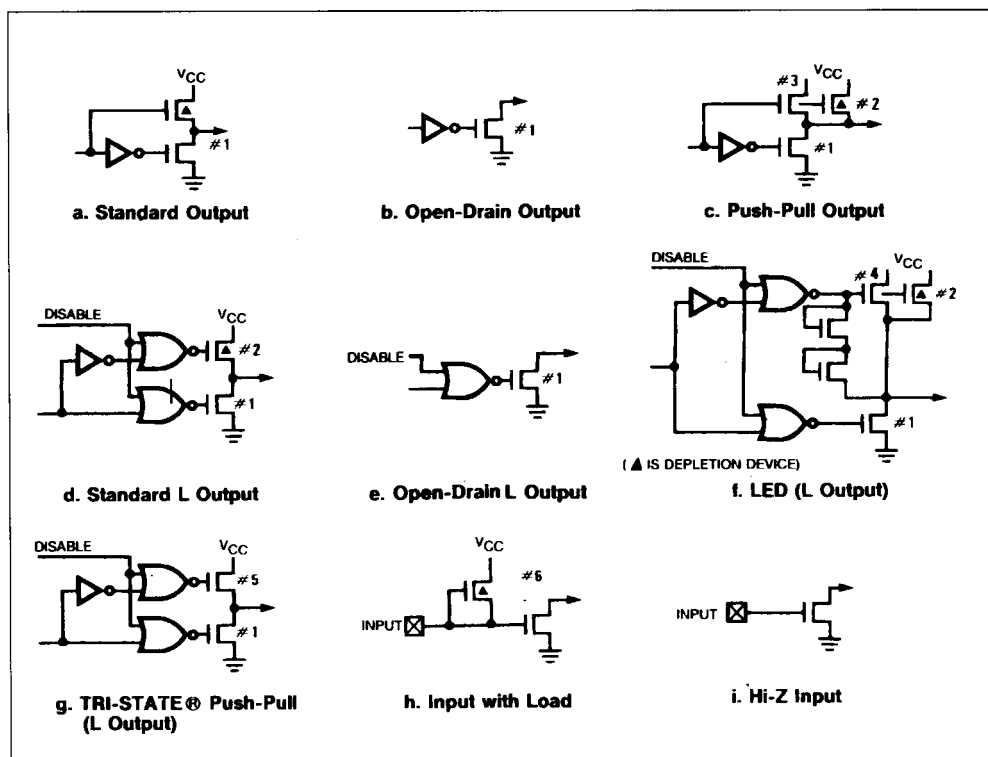 VCC
#1
a. Standard Output
#1
b. Open-Drain Output
#3
VCC
#2
#1
c. Push-Pull Output
DISABLE
VCC
#2
#1
d. Standard L Output
DISABLE
#1
e. Open-Drain L Output
DISABLE
#4
VCC
#2
#1
(▲ IS DEPLETION DEVICE)
f. LED (L Output)
DISABLE
VCC
#5
#1
g. TRI-STATE® Push-Pull
(L Output)
VCC
#6
INPUT
h. Input with Load
INPUT
i. Hi-Z Input